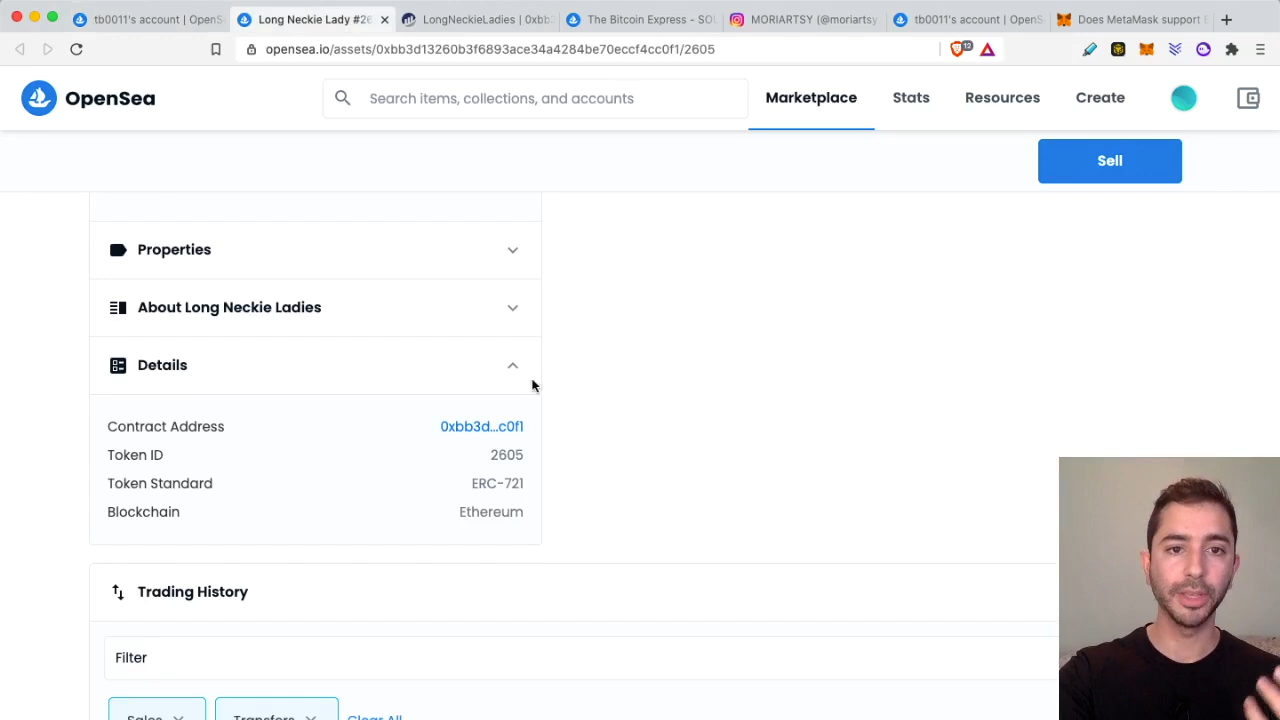 tb0011's account | OpenS
Long Neckie Lady #26
LongNeckieLadies | 0xbb3
The Bitcoin Express - SOL
MORIARTSY (@moriartsy
tb0011's account | OpenS
Does MetaMask support E
opensea.io/assets/0xbb3d13260b3f6893ace34a4284be70eccf4cc0f1/2605
12
OpenSea
Search items, collections, and accounts
Marketplace
Stats
Resources
Create
Sell
Properties
About Long Neckie Ladies
Details
Contract Address 0xbb3d...c0f1
Token ID 2605
Token Standard ERC-721
Blockchain Ethereum
Trading History
Filter
Sales
Transfers
Clear All